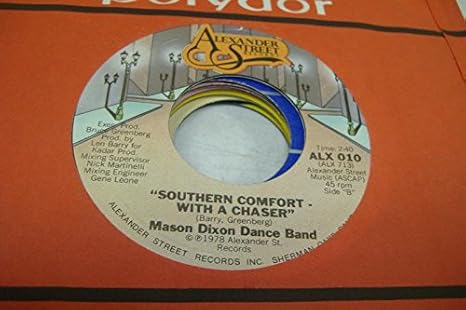 polydor
ALEXANDER
STREET
RECORDS
Exec. Prod.
Bruce Greenberg
Prod. by
Len Barry for
Kadar Prod.
Mixing Supervisor
Nick Martinelli
Mixing Engineer
Gene Leone
Time: 2:40
ALX 010
(ALX 713)
Alexander Street
Music (ASCAP)
45 rpm
Side "B"
"SOUTHERN COMFORT -
WITH A CHASER"
(Barry, Greenberg)
Mason Dixon Dance Band
©℗1978 Alexander St.
Records
ALEXANDER STREET RECORDS INC. SHERMAN OAKS